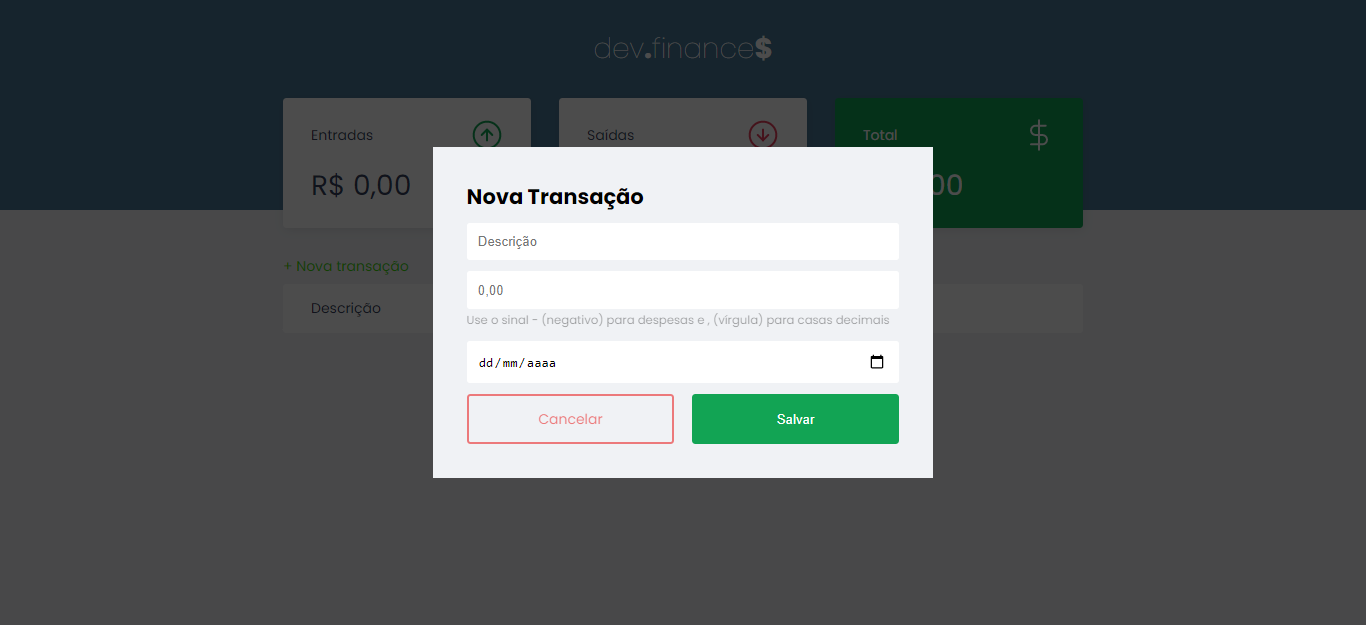 dev.finance$
Entradas
Saídas
Total
R$ 0,00
00
Nova Transação
Descrição
0,00
Use o sinal - (negativo) para despesas e , (vírgula) para casas decimais
dd/mm/aaaa
Cancelar
Salvar
+ Nova transação
Descrição